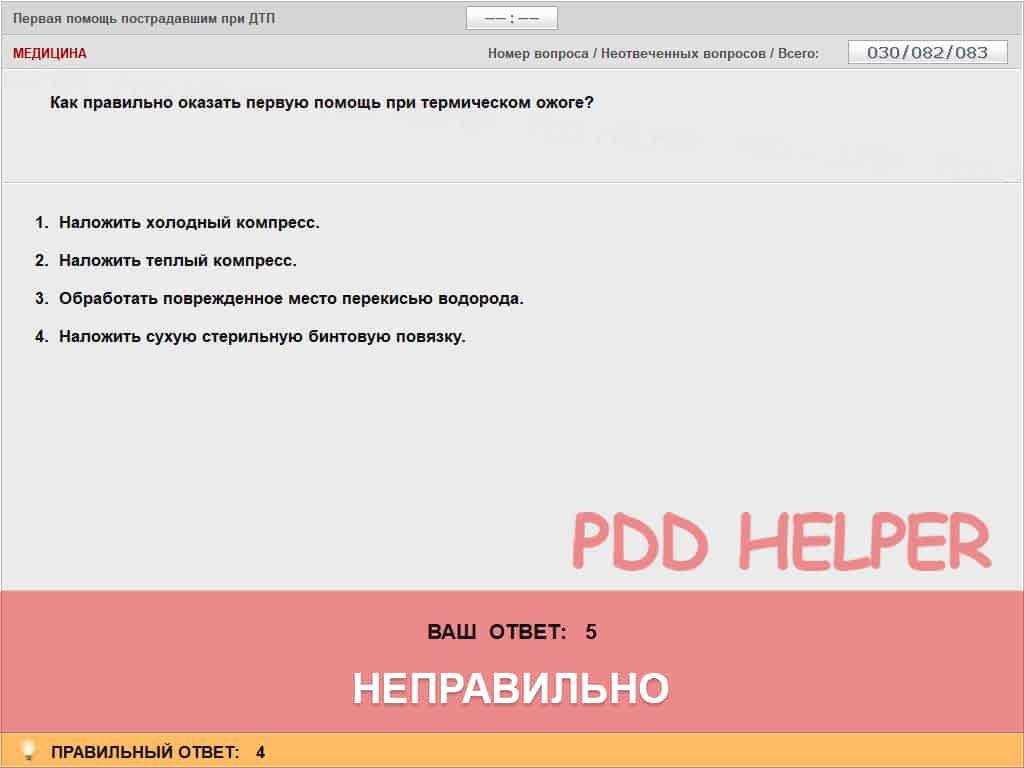 Первая помощь пострадавшим при ДТП
—— : ——
МЕДИЦИНА
Номер вопроса / Неотвеченных вопросов / Всего: 030/082/083
Как правильно оказать первую помощь при термическом ожоге?
1. Наложить холодный компресс.
2. Наложить теплый компресс.
3. Обработать поврежденное место перекисью водорода.
4. Наложить сухую стерильную бинтовую повязку.
PDD HELPER
ВАШ ОТВЕТ: 5
НЕПРАВИЛЬНО
ПРАВИЛЬНЫЙ ОТВЕТ: 4